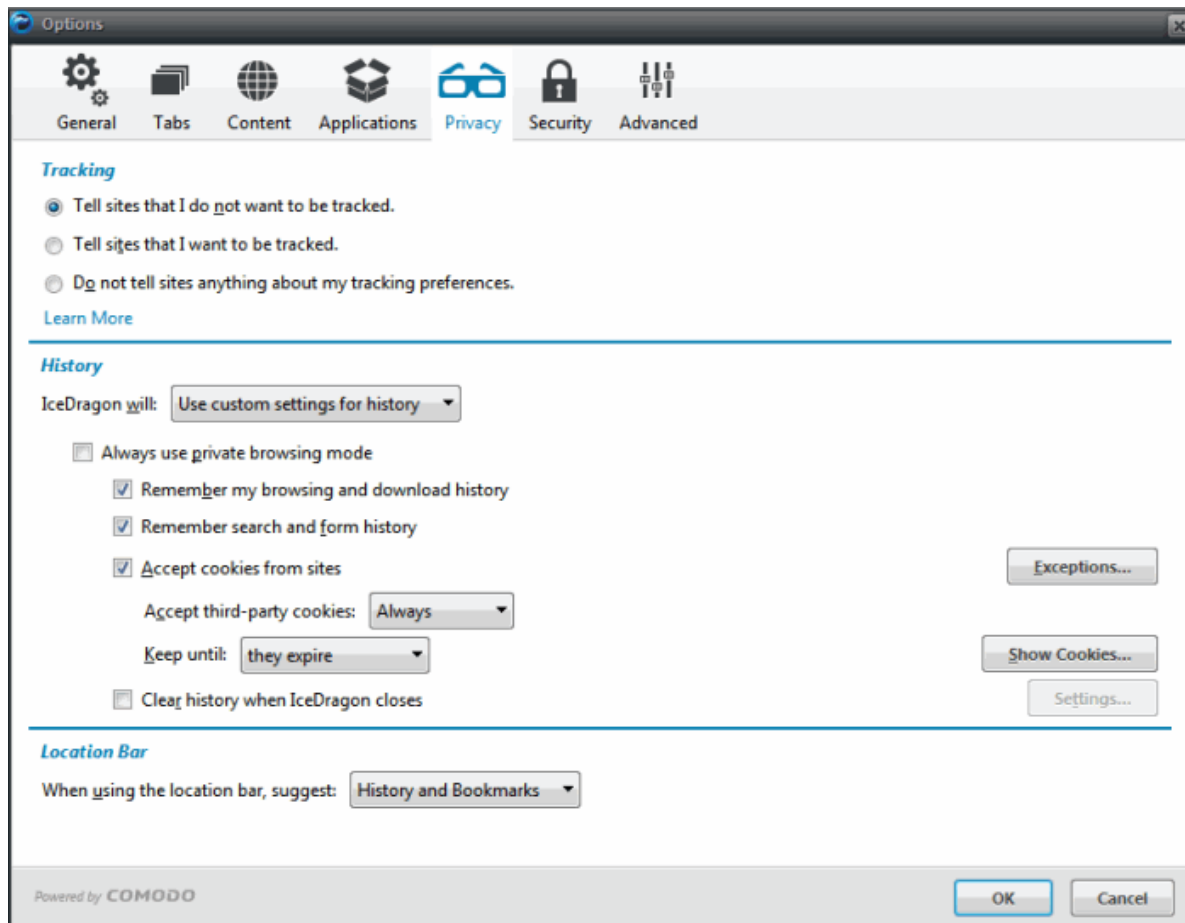 Options
General Tabs Content Applications Privacy Security Advanced
Tracking
Tell sites that I do not want to be tracked.
Tell sites that I want to be tracked.
Do not tell sites anything about my tracking preferences.
Learn More
History
IceDragon will: Use custom settings for history
Always use private browsing mode
Remember my browsing and download history
Remember search and form history
Accept cookies from sites Exceptions...
Accept third-party cookies: Always
Keep until: they expire Show Cookies...
Clear history when IceDragon closes Settings...
Location Bar
When using the location bar, suggest: History and Bookmarks
Powered by COMODO OK Cancel